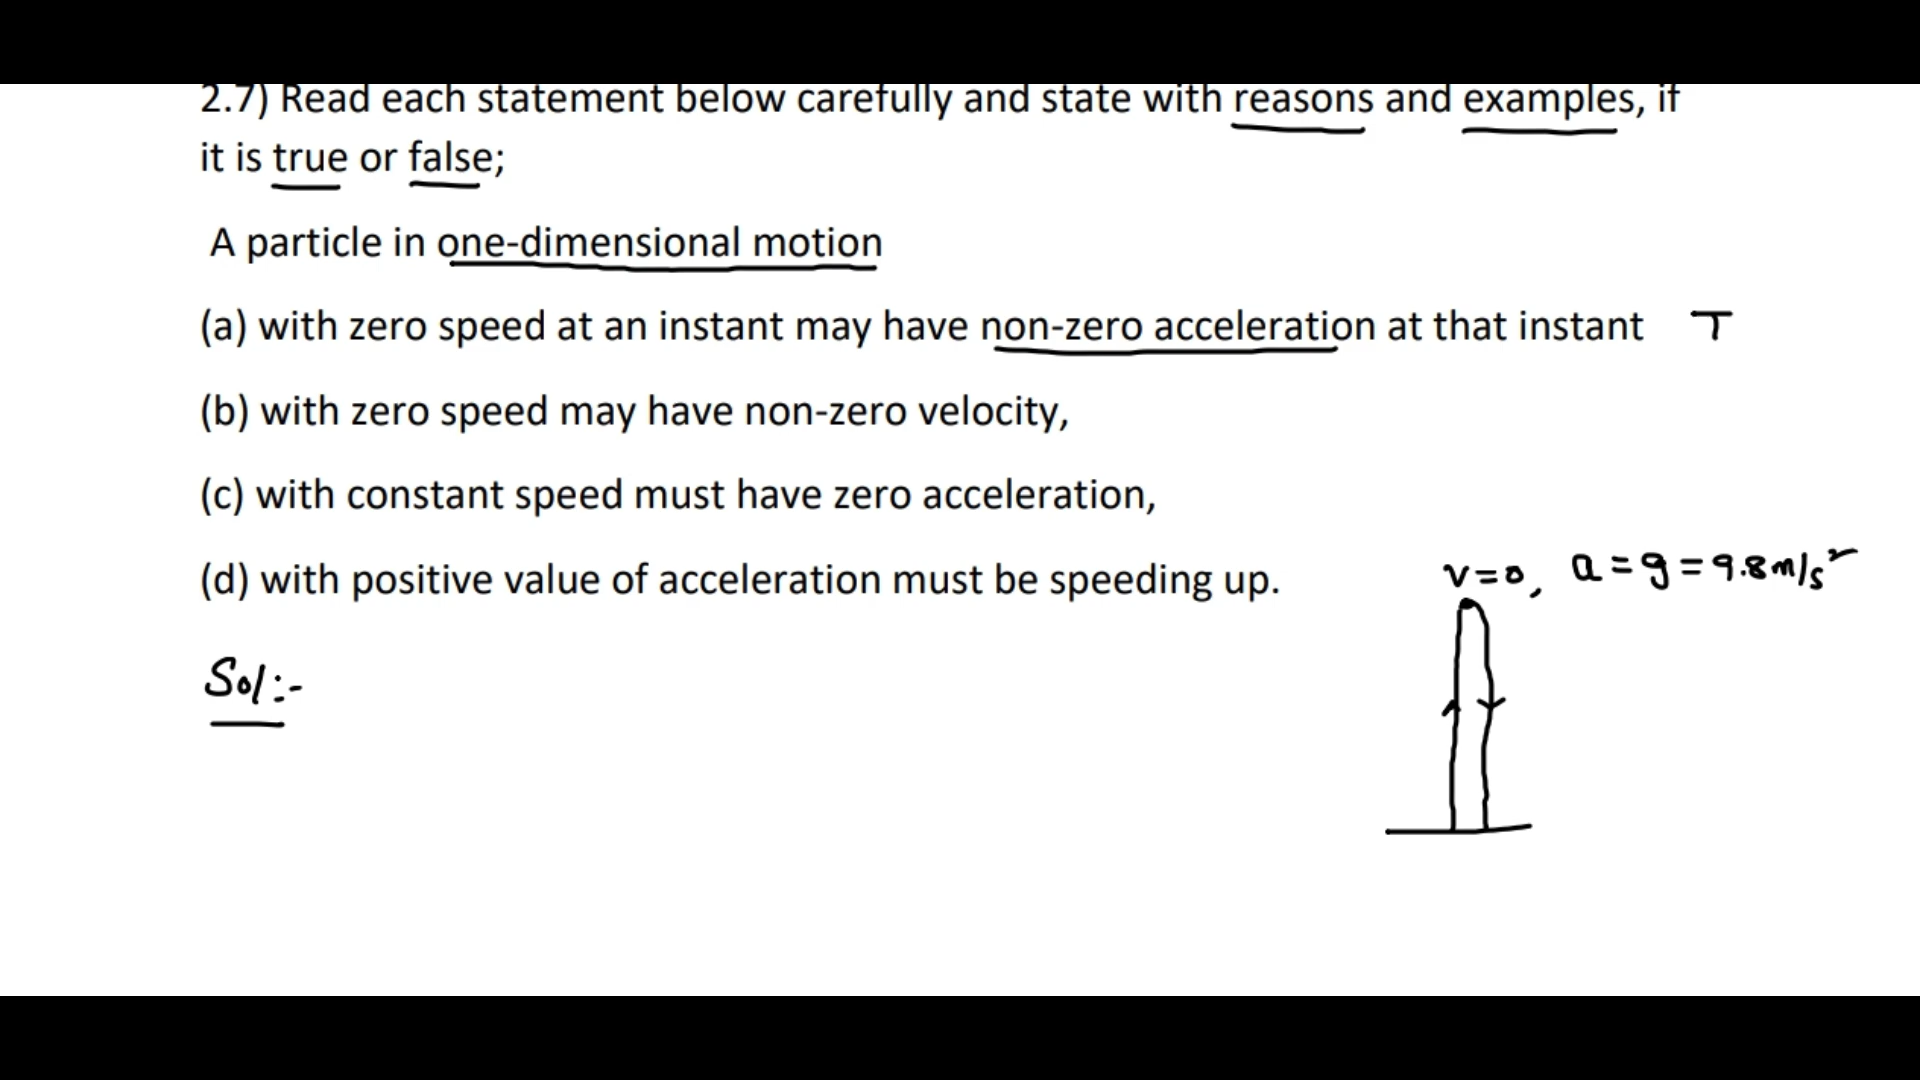 2.7) Read each statement below carefully and state with reasons and examples, if
it is true or false;
A particle in one-dimensional motion
(a) with zero speed at an instant may have non-zero acceleration at that instant T
(b) with zero speed may have non-zero velocity,
(c) with constant speed must have zero acceleration,
(d) with positive value of acceleration must be speeding up.
v=0, a=g=9.8m/s²
Sol:-